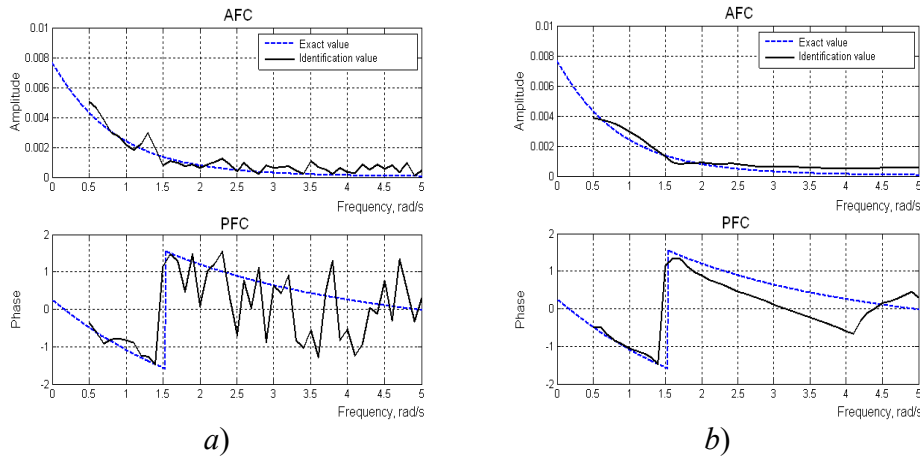 AFC
0.01
0.008
0.006
0.004
0.002
0
Amplitude
Exact value
Identification value
0 0.5 1 1.5 2 2.5 3 3.5 4 4.5 5
Frequency, rad/s
PFC
2
1
0
-1
-2
Phase
0 0.5 1 1.5 2 2.5 3 3.5 4 4.5 5
Frequency, rad/s
a)
AFC
0.01
0.008
0.006
0.004
0.002
0
Amplitude
Exact value
Identification value
0 0.5 1 1.5 2 2.5 3 3.5 4 4.5 5
Frequency, rad/s
PFC
2
1
0
-1
-2
Phase
0 0.5 1 1.5 2 2.5 3 3.5 4 4.5 5
Frequency, rad/s
b)